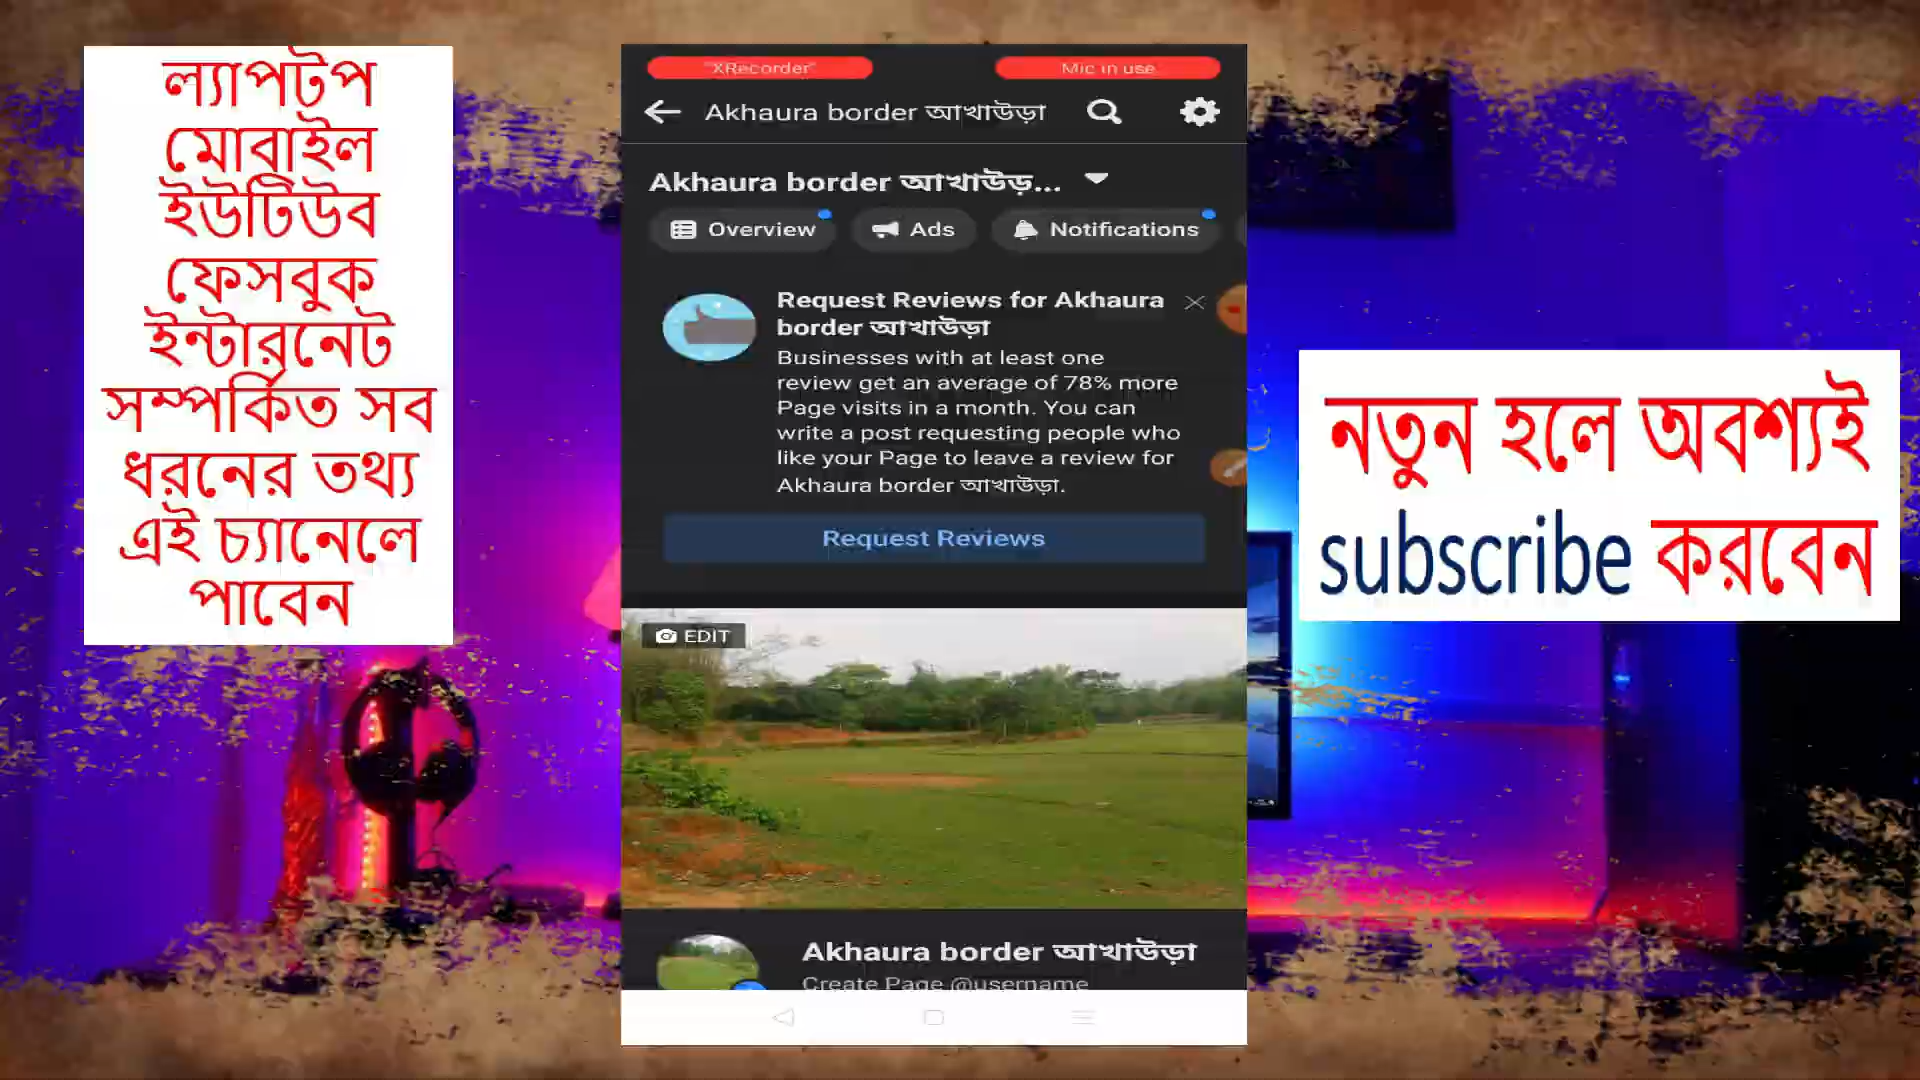 ল্যাপটপ
মোবাইল
ইউটিউব
ফেসবুক
ইন্টারনেট
সম্পর্কিত সব
ধরনের তথ্য
এই চ্যানেলে
পাবেন
"XRecorder"
Mic in use
Akhaura border আখাউড়া
Akhaura border আখাউড়...
Overview
Ads
Notifications
Request Reviews for Akhaura
border আখাউড়া
Businesses with at least one
review get an average of 78% more
Page visits in a month. You can
write a post requesting people who
like your Page to leave a review for
Akhaura border আখাউড়া.
Request Reviews
EDIT
Akhaura border আখাউড়া
Create Page @username
নতুন হলে অবশ্যই
subscribe করবেন